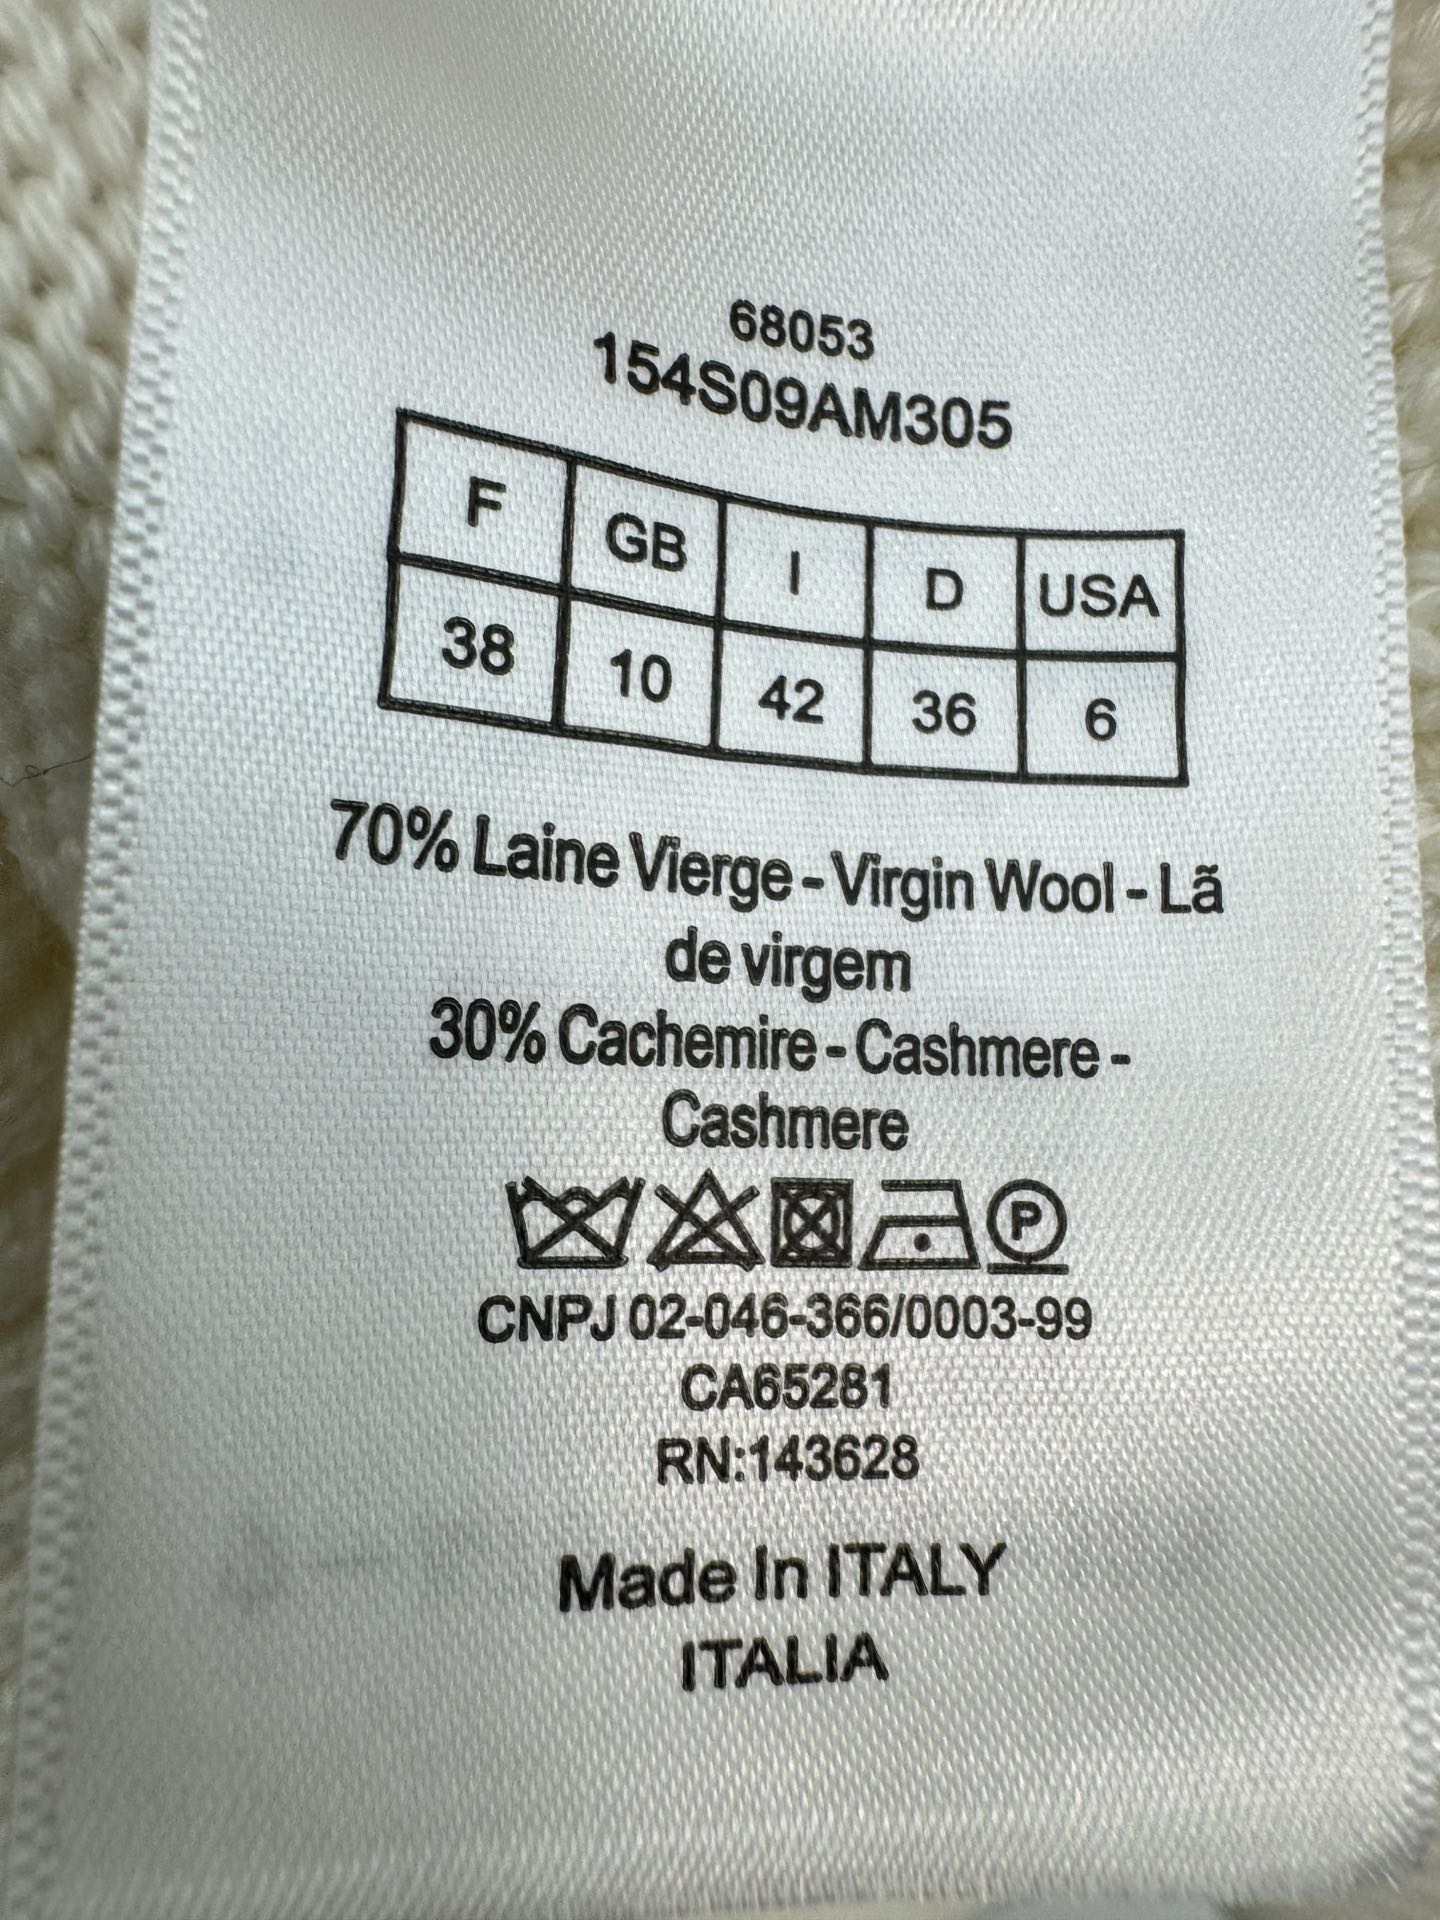 68053
154S09AM305
F GB I D USA
38 10 42 36 6
70% Laine Vierge - Virgin Wool - Lã
de virgem
30% Cachemire - Cashmere -
Cashmere
P
CNPJ 02-046-366/0003-99
CA65281
RN:143628
Made In ITALY
ITALIA